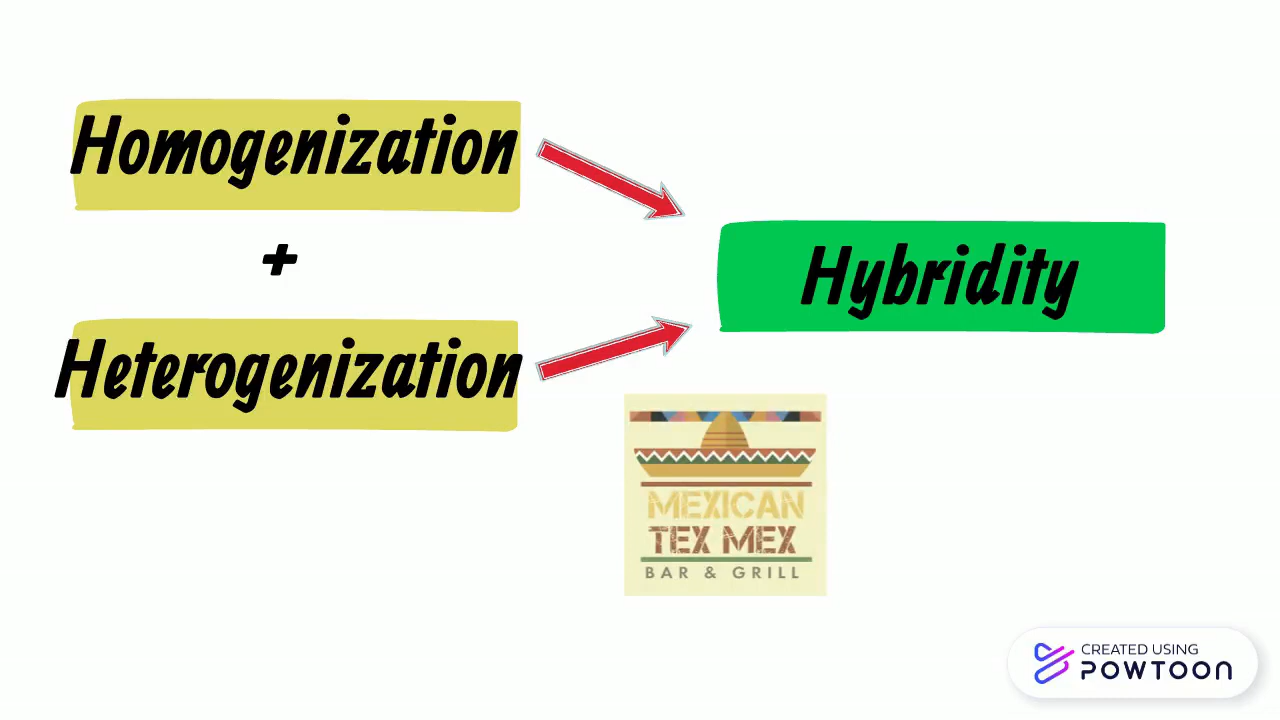 Homogenization
+
Heterogenization
Hybridity
MEXICAN
TEX MEX
BAR & GRILL
CREATED USING
POWTOON